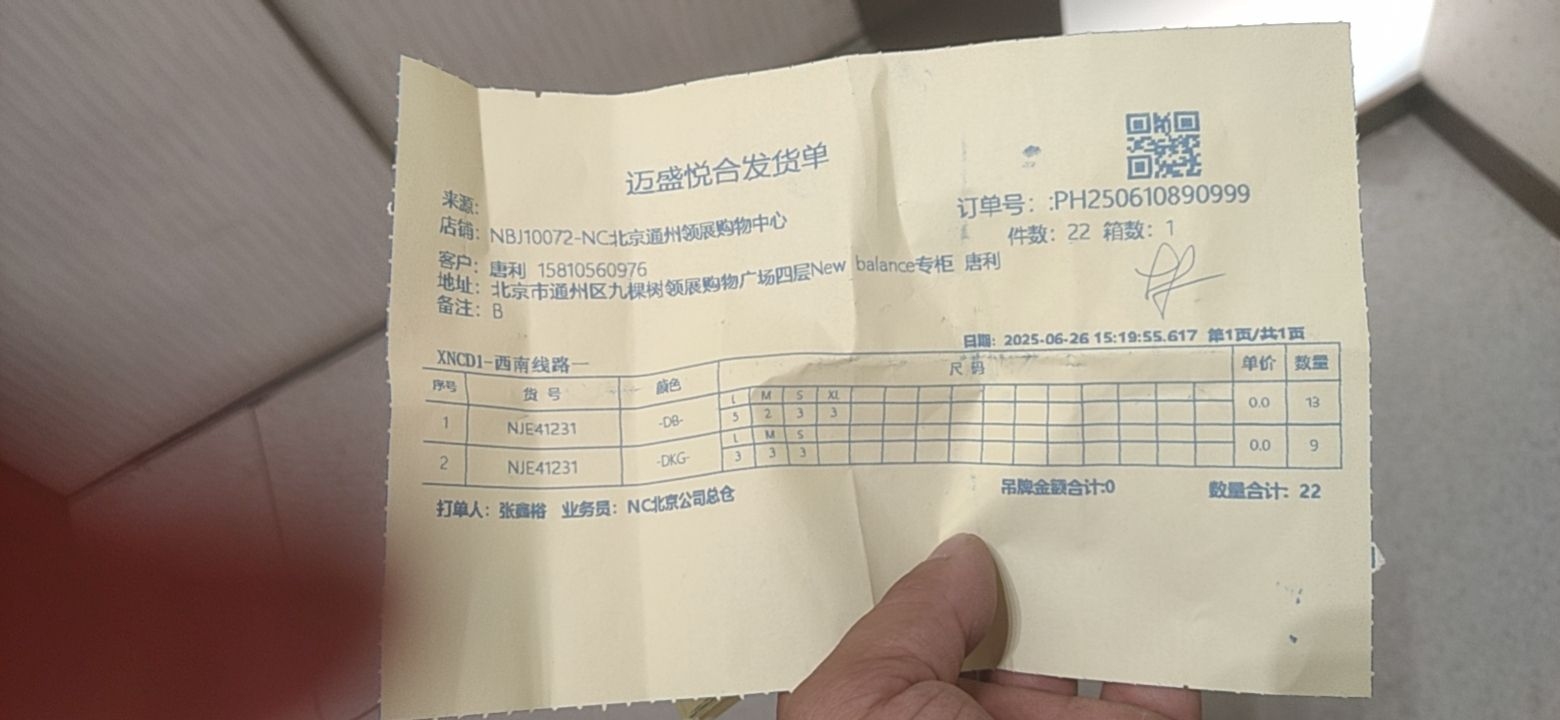 迈盛悦合发货单
来源:
订单号: :PH250610890999
店铺: NBJ10072-NC北京通州领展购物中心
件数: 22 箱数: 1
客户: 唐利 15810560976
地址: 北京市通州区九棵树领展购物广场四层New balance专柜 唐利
备注: B
日期: 2025-06-26 15:19:55.617 第1页/共1页
XNCD1-西南线路一
序号 货号 颜色 尺码 单价 数量
L M S XL
1 NJE41231 -DB- 5 2 3 3 0.0 13
L M S
2 NJE41231 -DKG- 3 3 3 0.0 9
吊牌金额合计:0 数量合计: 22
打单人: 张鑫裕 业务员: NC北京公司总仓